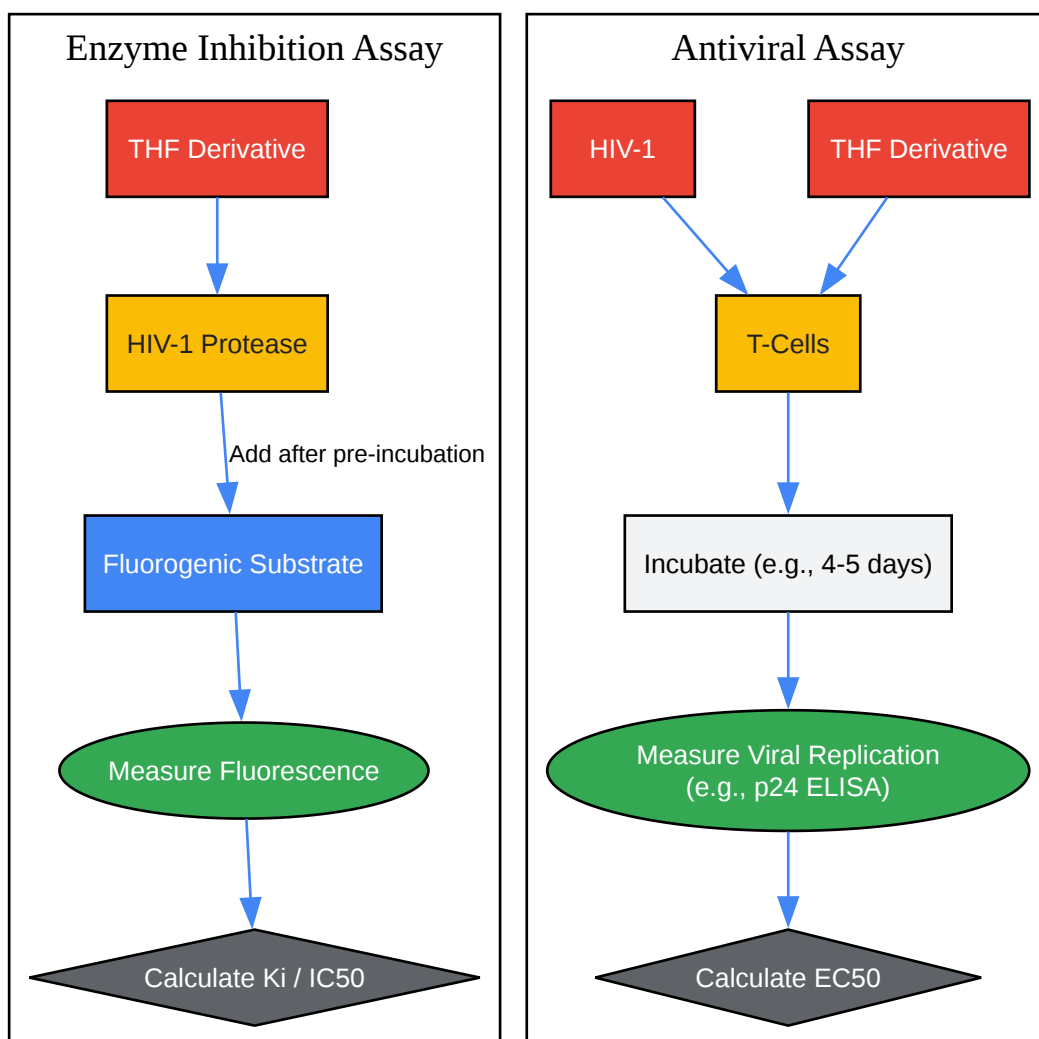 Enzyme Inhibition Assay
THF Derivative
HIV-1 Protease
Add after pre-incubation
Fluorogenic Substrate
Measure Fluorescence
Calculate Ki / IC50
Antiviral Assay
HIV-1
THF Derivative
T-Cells
Incubate (e.g., 4-5 days)
Measure Viral Replication
(e.g., p24 ELISA)
Calculate EC50